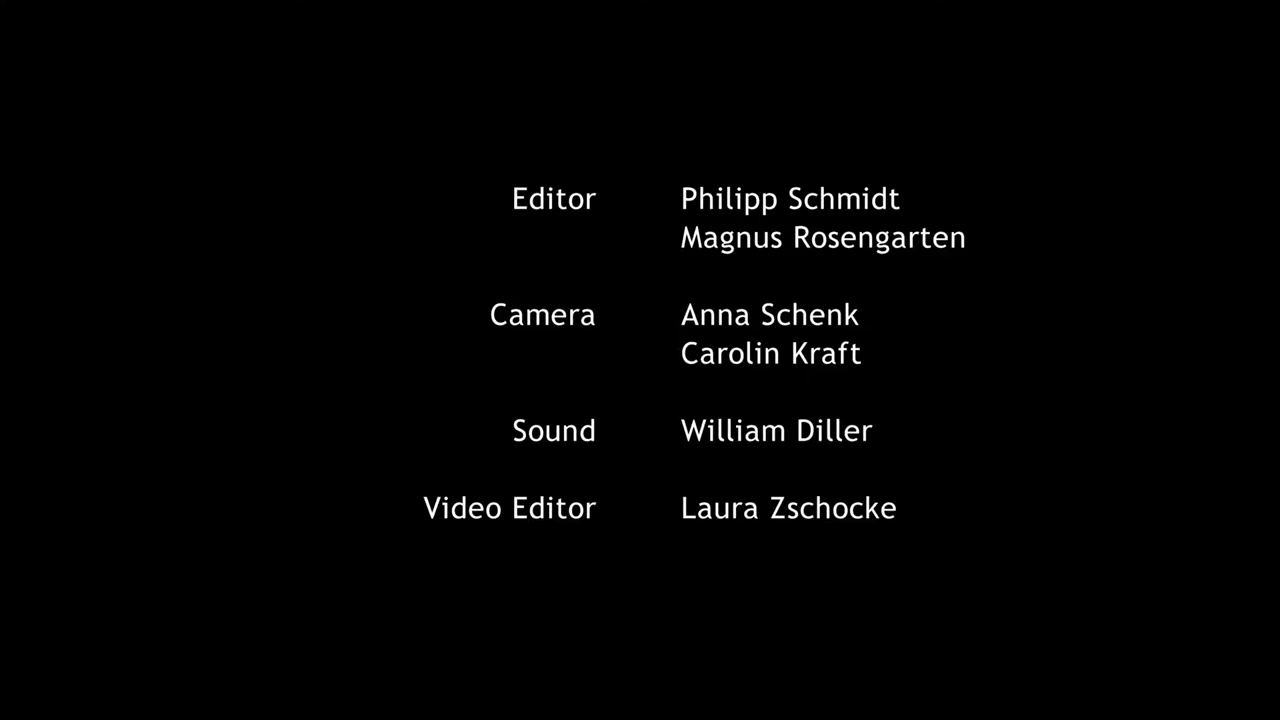 Editor Philipp Schmidt
Magnus Rosengarten
Camera Anna Schenk
Carolin Kraft
Sound William Diller
Video Editor Laura Zschocke